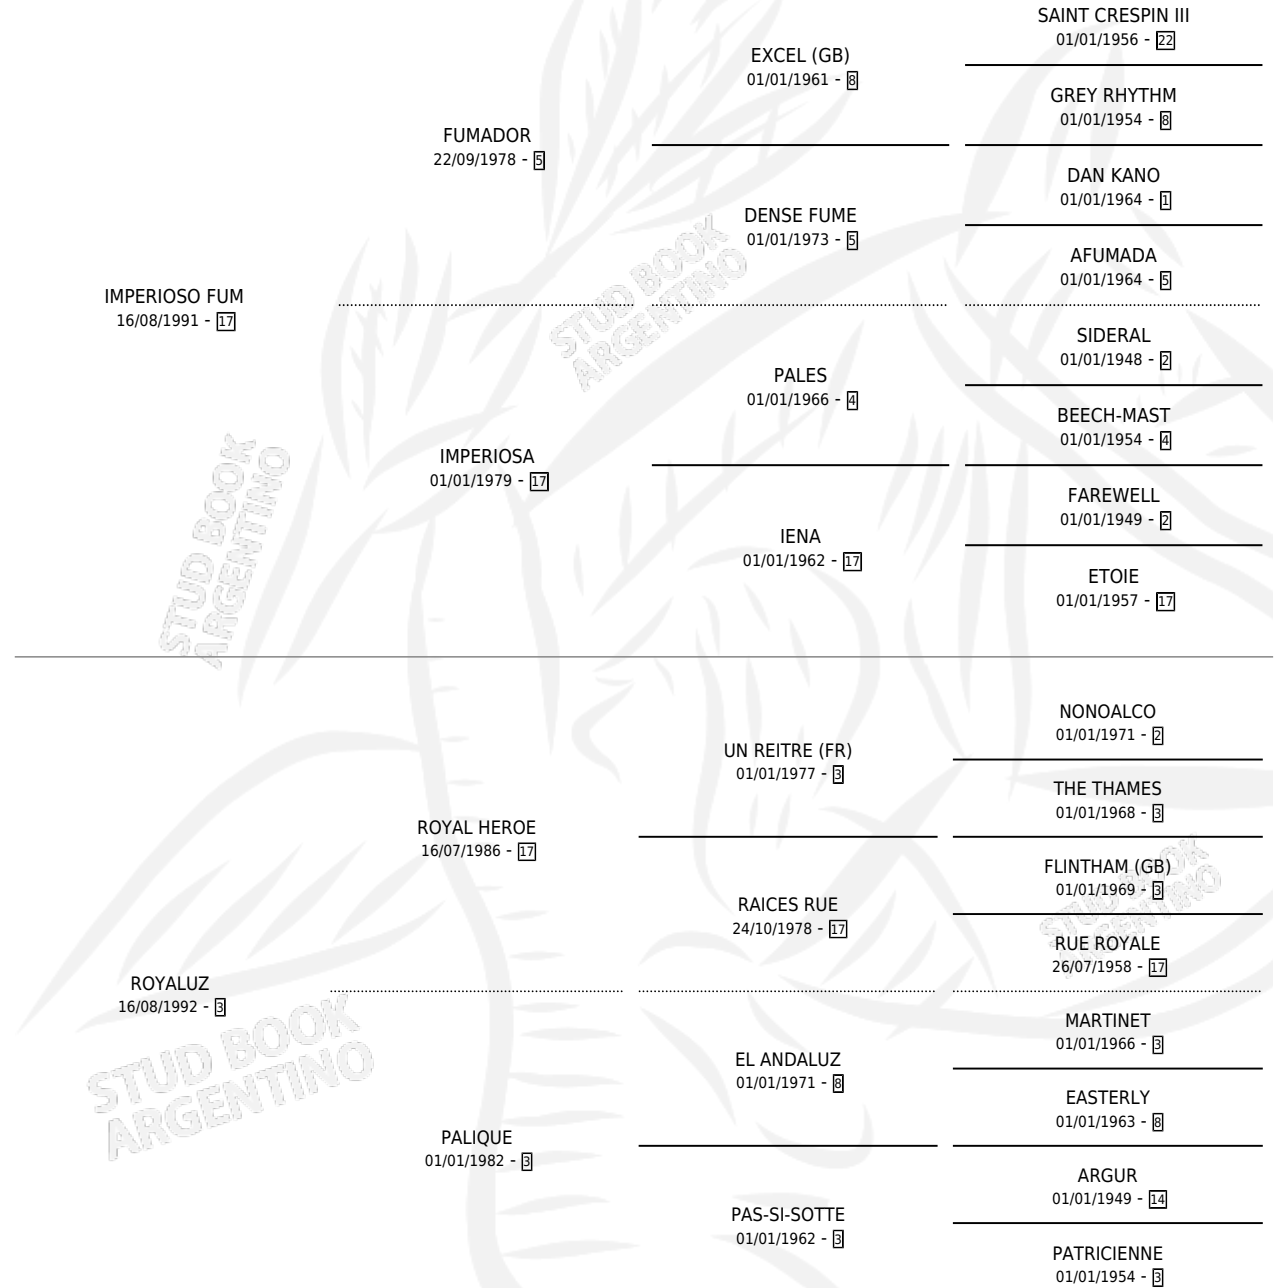 SAINT CRESPIN III
01/01/1956 - 22
EXCEL (GB)
01/01/1961 - 8
GREY RHYTHM
01/01/1954 - 8
FUMADOR
22/09/1978 - 5
DAN KANO
01/01/1964 - 1
DENSE FUME
01/01/1973 - 5
AFUMADA
01/01/1964 - 5
IMPERIOSO FUM
16/08/1991 - 17
STUD BOOK
ARGENTINO
SIDERAL
01/01/1948 - 2
PALES
01/01/1966 - 4
BEECH-MAST
01/01/1954 - 4
IMPERIOSA
01/01/1979 - 17
FAREWELL
01/01/1949 - 2
IENA
01/01/1962 - 17
ETOIE
01/01/1957 - 17
STUD BOOK
ARGENTINO
NONOALCO
01/01/1971 - 2
UN REITRE (FR)
01/01/1977 - 3
THE THAMES
01/01/1968 - 3
ROYAL HEROE
16/07/1986 - 17
FLINTHAM (GB)
01/01/1969 - 3
RAICES RUE
24/10/1978 - 17
STUD BOOK
ARGENTINO
RUE ROYALE
26/07/1958 - 17
ROYALUZ
16/08/1992 - 3
MARTINET
01/01/1966 - 3
EL ANDALUZ
01/01/1971 - 8
STUD BOOK
ARGENTINO
EASTERLY
01/01/1963 - 8
PALIQUE
01/01/1982 - 3
ARGUR
01/01/1949 - 14
PAS-SI-SOTTE
01/01/1962 - 3
PATRICIENNE
01/01/1954 - 3